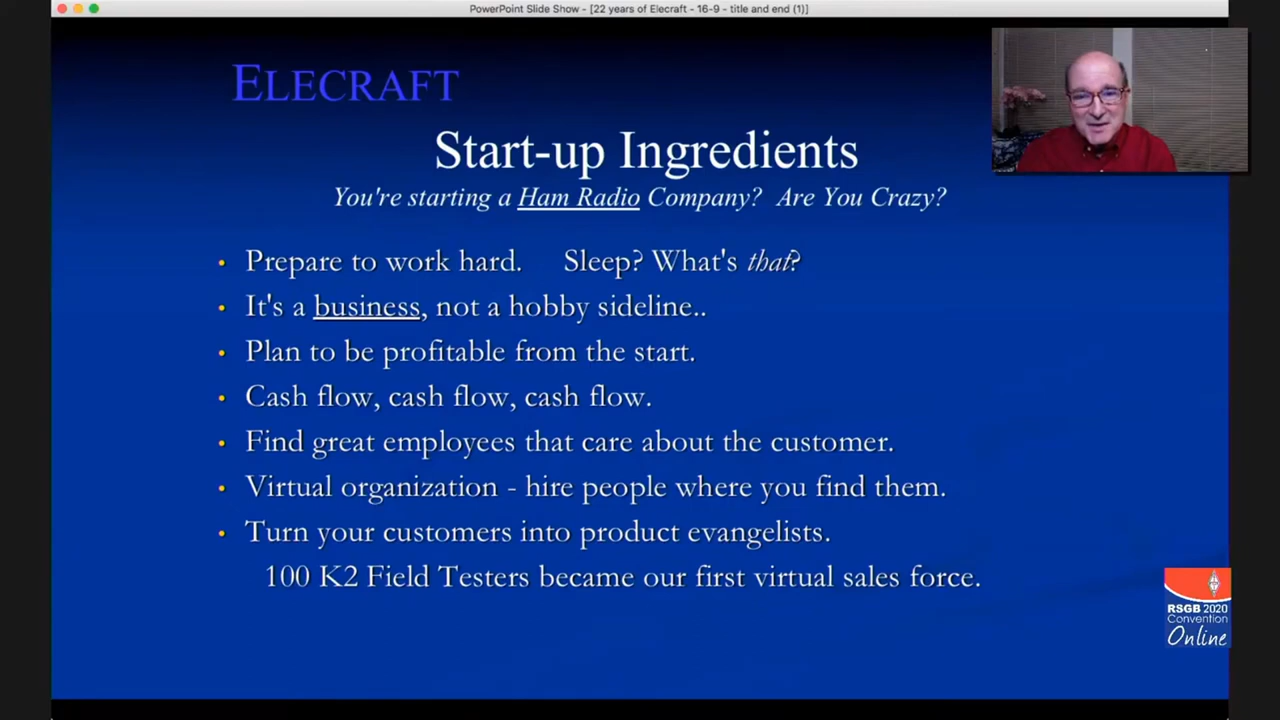 PowerPoint Slide Show - [22 years of Elecraft - 16-9 - title and end (1)]
ELECRAFT
Start-up Ingredients
You're starting a Ham Radio Company? Are You Crazy?
• Prepare to work hard. Sleep? What's that?
• It's a business, not a hobby sideline..
• Plan to be profitable from the start.
• Cash flow, cash flow, cash flow.
• Find great employees that care about the customer.
• Virtual organization - hire people where you find them.
• Turn your customers into product evangelists.
100 K2 Field Testers became our first virtual sales force.
RSGB 2020
Convention
Online